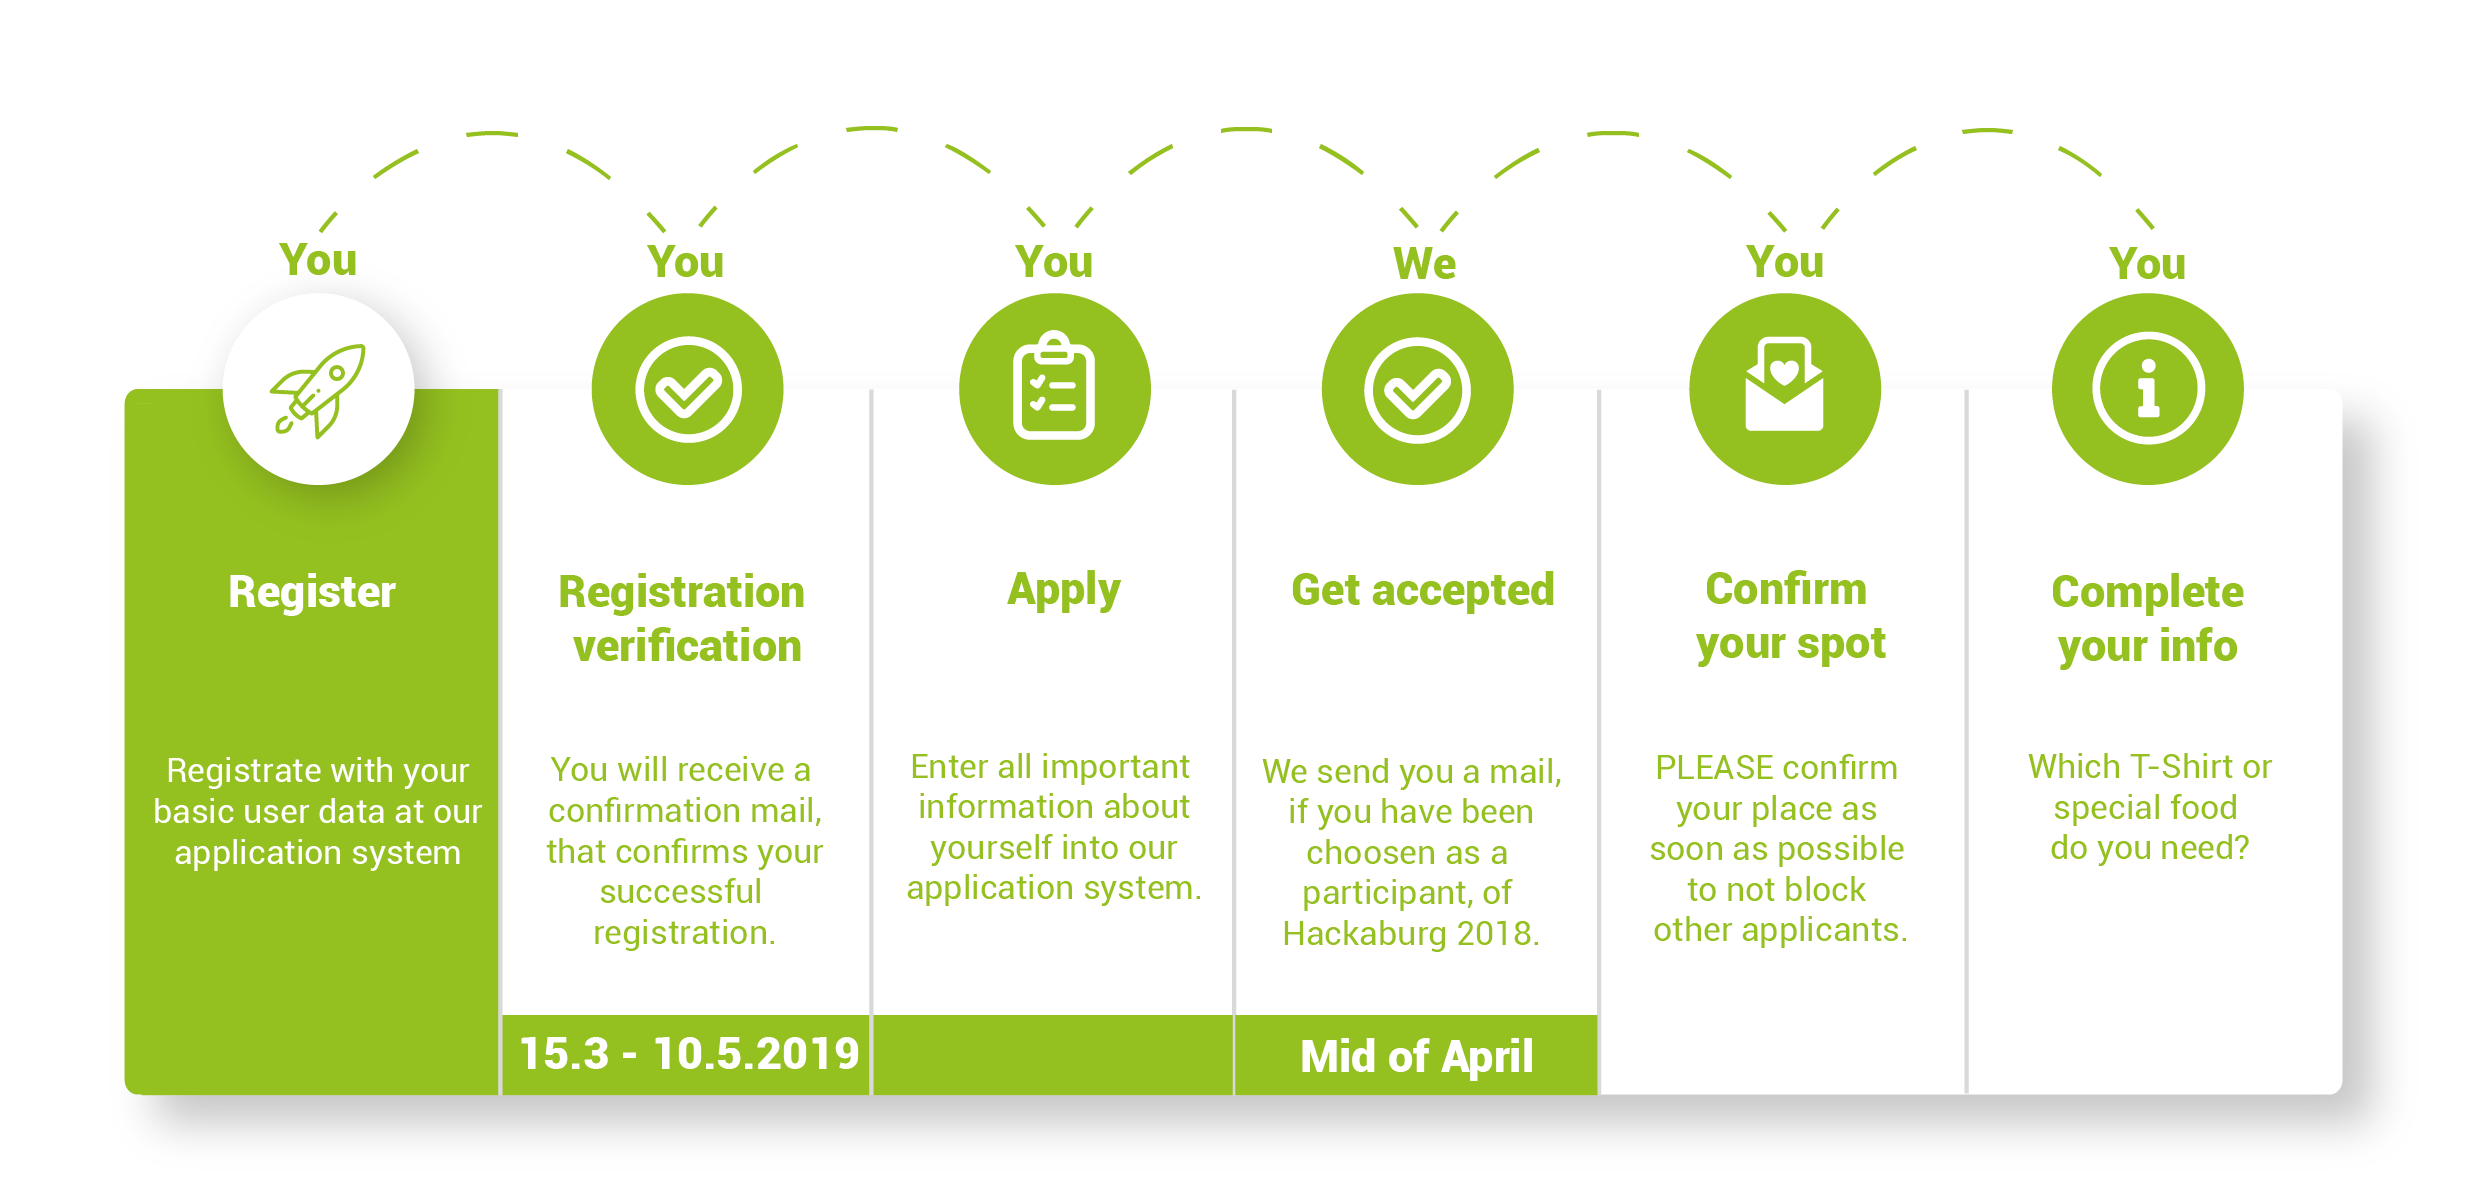 You
You
You
We
You
You
Register
Registrate with your
basic user data at our
application system
Registration
verification
You will receive a
confirmation mail,
that confirms your
successful
registration.
15.3 - 10.5.2019
Apply
Enter all important
information about
yourself into our
application system.
Get accepted
We send you a mail,
if you have been
choosen as a
participant, of
Hackaburg 2018.
Mid of April
Confirm
your spot
PLEASE confirm
your place as
soon as possible
to not block
other applicants.
Complete
your info
Which T-Shirt or
special food
do you need?